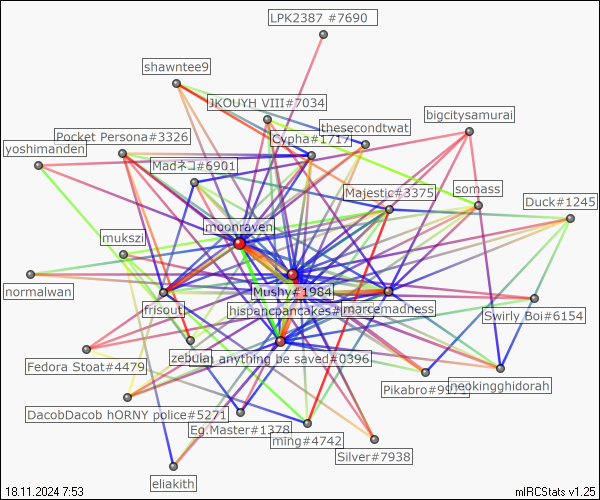 LPK2387 #7690
shawntee9
JKOUYH VIII#7034
bigcitysamurai
thesecondtwat
Pocket Persona#3326
Cypha#1717
yoshimanden
Madネコ#6901
Majestic#3375
somass
Duck#1245
moonraven
mukszi
normalwan
Mushy#1984
frisout
hispancpancakes#
marcemadness
Swirly Boi#6154
zebula
anything be saved#0396
Fedora Stoat#4479
Pikabro#9971
neokingghidorah
DacobDacob hORNY police#5271
Eg.Master#1378
ming#4742
Silver#7938
eliakith
18.11.2024 7:53
mIRCStats v1.25